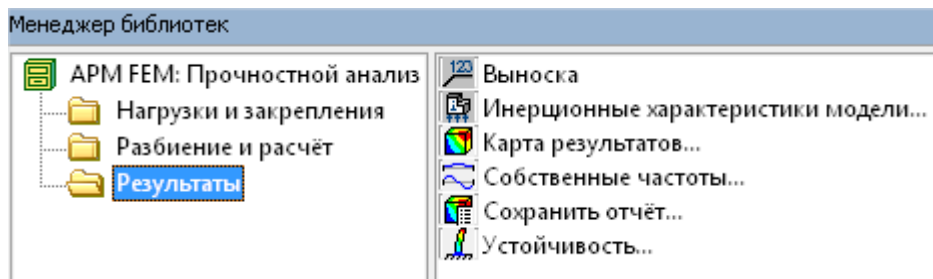 Менеджер библиотек
APM FEM: Прочностной анализ
Нагрузки и закрепления
Разбиение и расчёт
Результаты
123 Выноска
Инерционные характеристики модели...
Карта результатов...
Собственные частоты...
Сохранить отчёт...
Устойчивость...